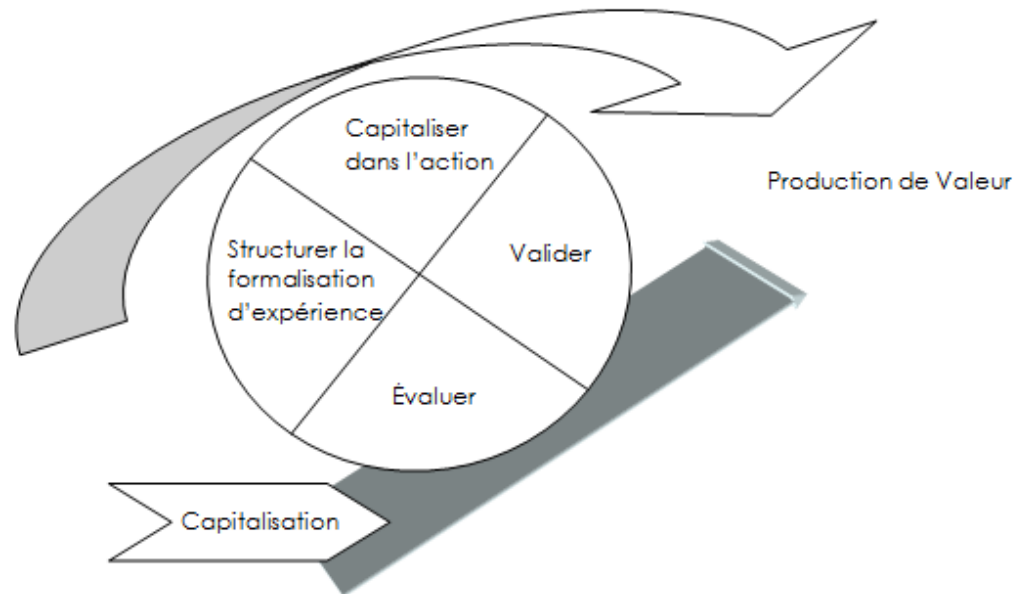 Capitaliser
dans l'action
Production de Valeur
Structurer la
formalisation
d'expérience
Valider
Évaluer
Capitalisation